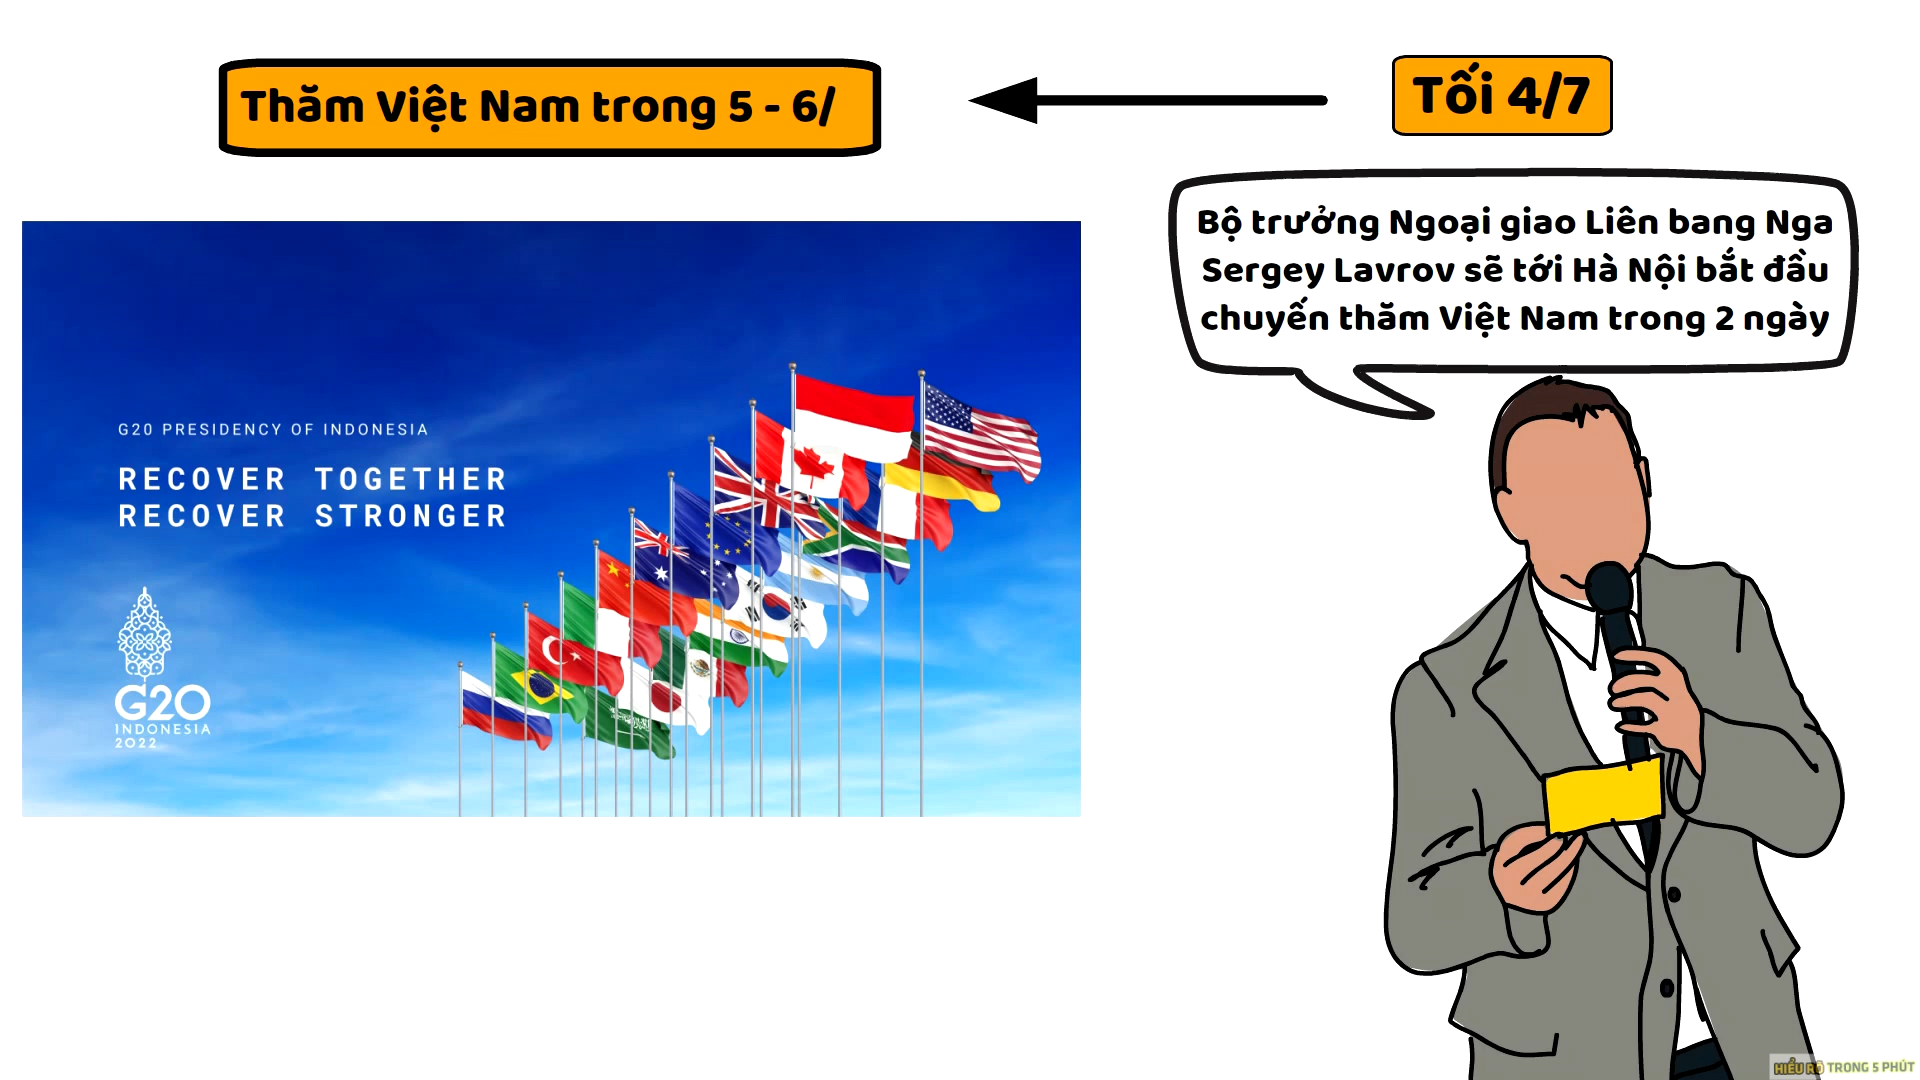 Thăm Việt Nam trong 5 - 6/
Tối 4/7
Bộ trưởng Ngoại giao Liên bang Nga
Sergey Lavrov sẽ tới Hà Nội bắt đầu
chuyến thăm Việt Nam trong 2 ngày
G20 PRESIDENCY OF INDONESIA
RECOVER TOGETHER
RECOVER STRONGER
G20
INDONESIA
2022
HIỂU RÕ TRONG 5 PHÚT